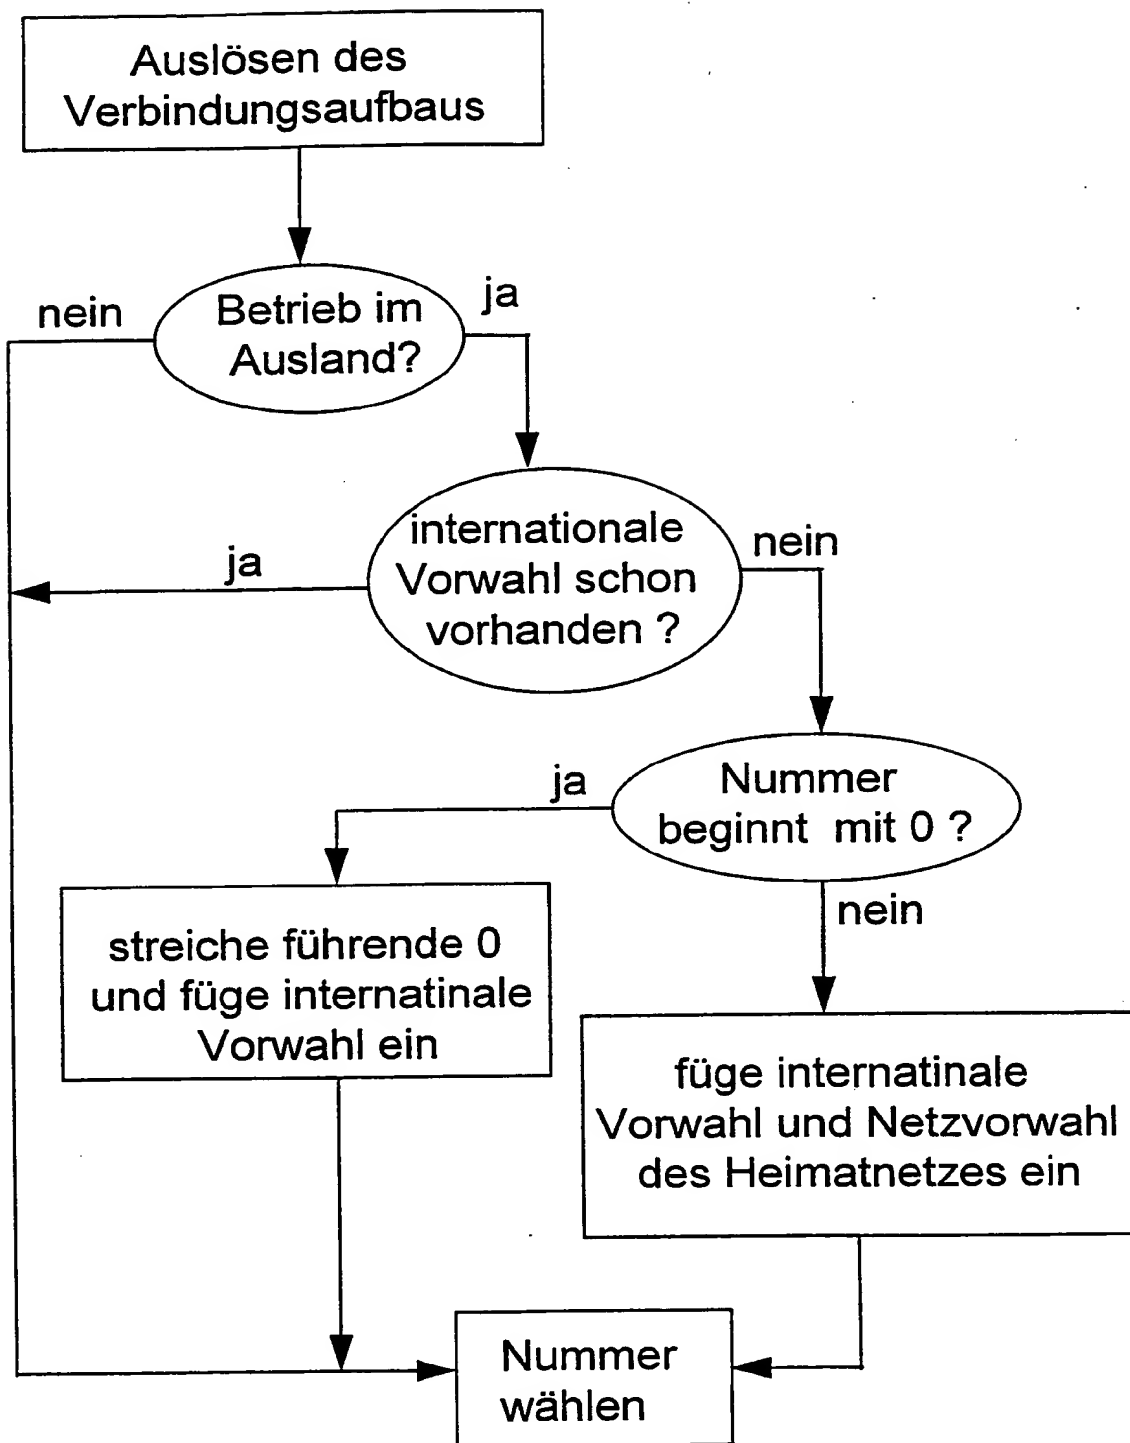 Auslösen des
Verbindungsaufbaus
nein
Betrieb im
Ausland?
ja
internationale
Vorwahl schon
vorhanden ?
ja
nein
Nummer
beginnt mit 0 ?
ja
nein
streiche führende 0
und füge internatinale
Vorwahl ein
füge internatinale
Vorwahl und Netzvorwahl
des Heimatnetzes ein
Nummer
wählen